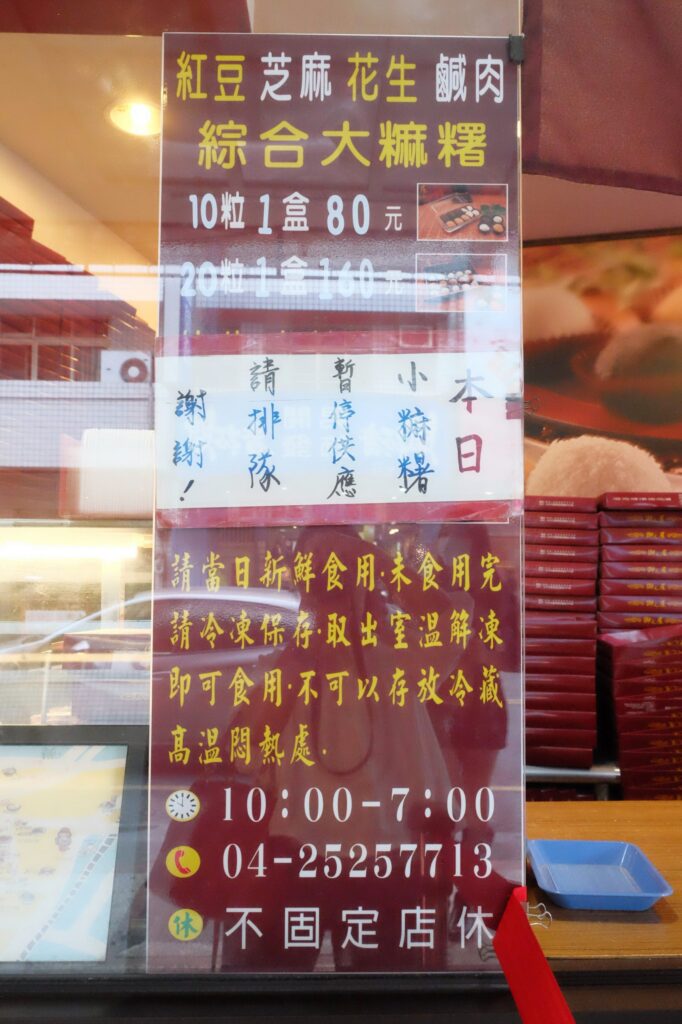 紅豆 芝麻 花生 鹹肉
綜合大糊糬
10粒1盒80元
20粒1盒160元
本日
小糊糬
暫停供應
請排隊
謝謝!
請當日新鮮食用.未食用完
請冷凍保存.取出室溫解凍
即可食用.不可以存放冷藏
高溫悶熱處.
10:00-7:00
04-25257713
休 不固定店休